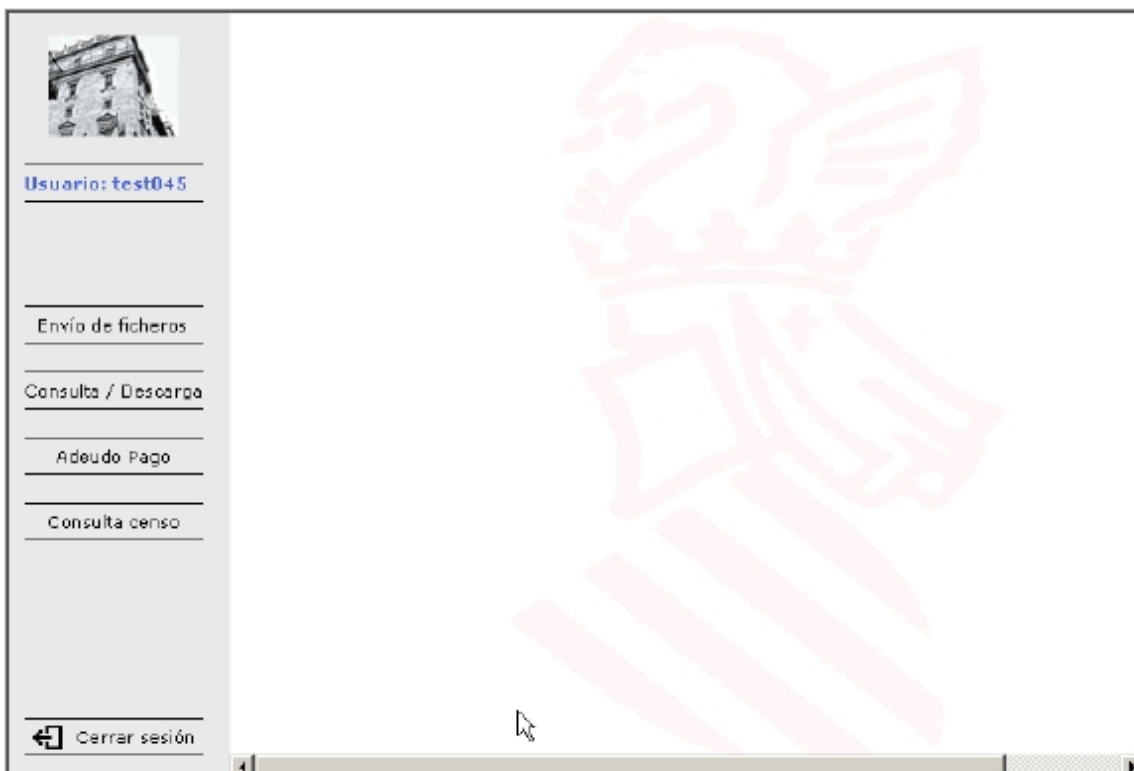 Usuario: test045
Envío de ficheros
Consulta / Descarga
Adeudo Pago
Consulta censo
Cerrar sesión